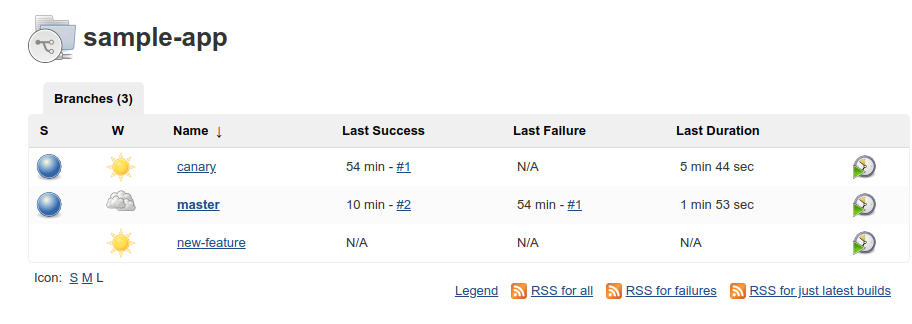 sample-app
Branches (3)
S W Name ↓ Last Success Last Failure Last Duration
canary 54 min - #1 N/A 5 min 44 sec
master 10 min - #2 54 min - #1 1 min 53 sec
new-feature N/A N/A N/A
Icon: S M L
Legend RSS for all RSS for failures RSS for just latest builds